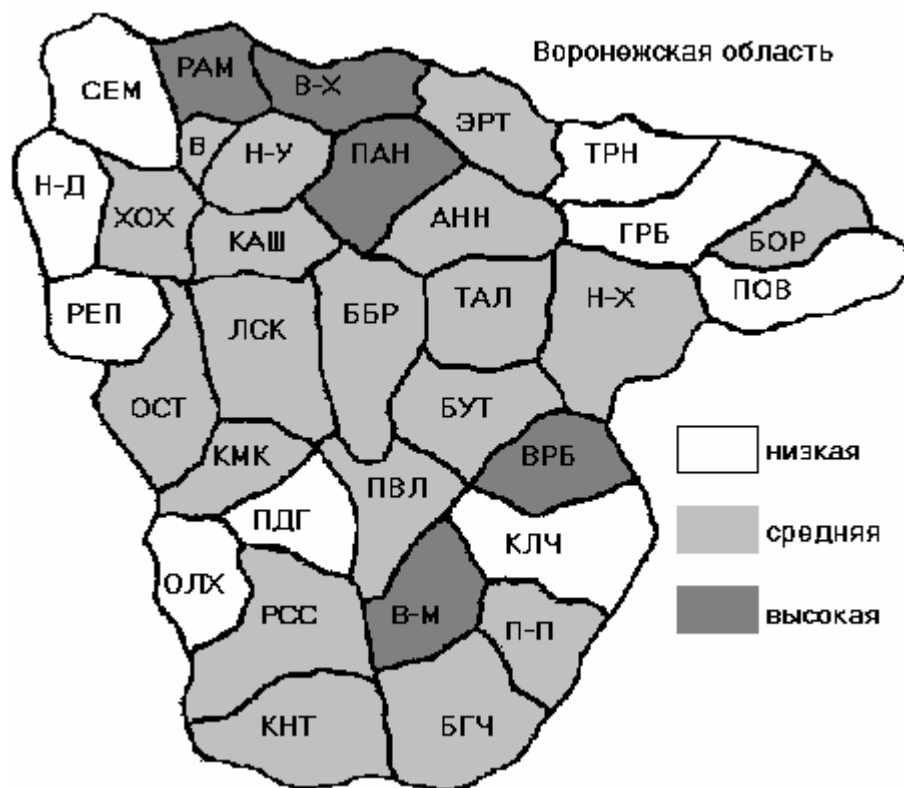 Воронежская область
РАМ
В-Х
СЕМ
ЭРТ
В
Н-У
ПАН
ТРН
Н-Д
ХОХ
КАШ
АНН
ГРБ
БОР
РЕП
ЛСК
ББР
ТАЛ
Н-Х
ПОВ
ОСТ
БУТ
КМК
ПВЛ
ВРБ
низкая
ПДГ
КЛЧ
средняя
ОЛХ
РСС
В-М
П-П
высокая
КНТ
БГЧ